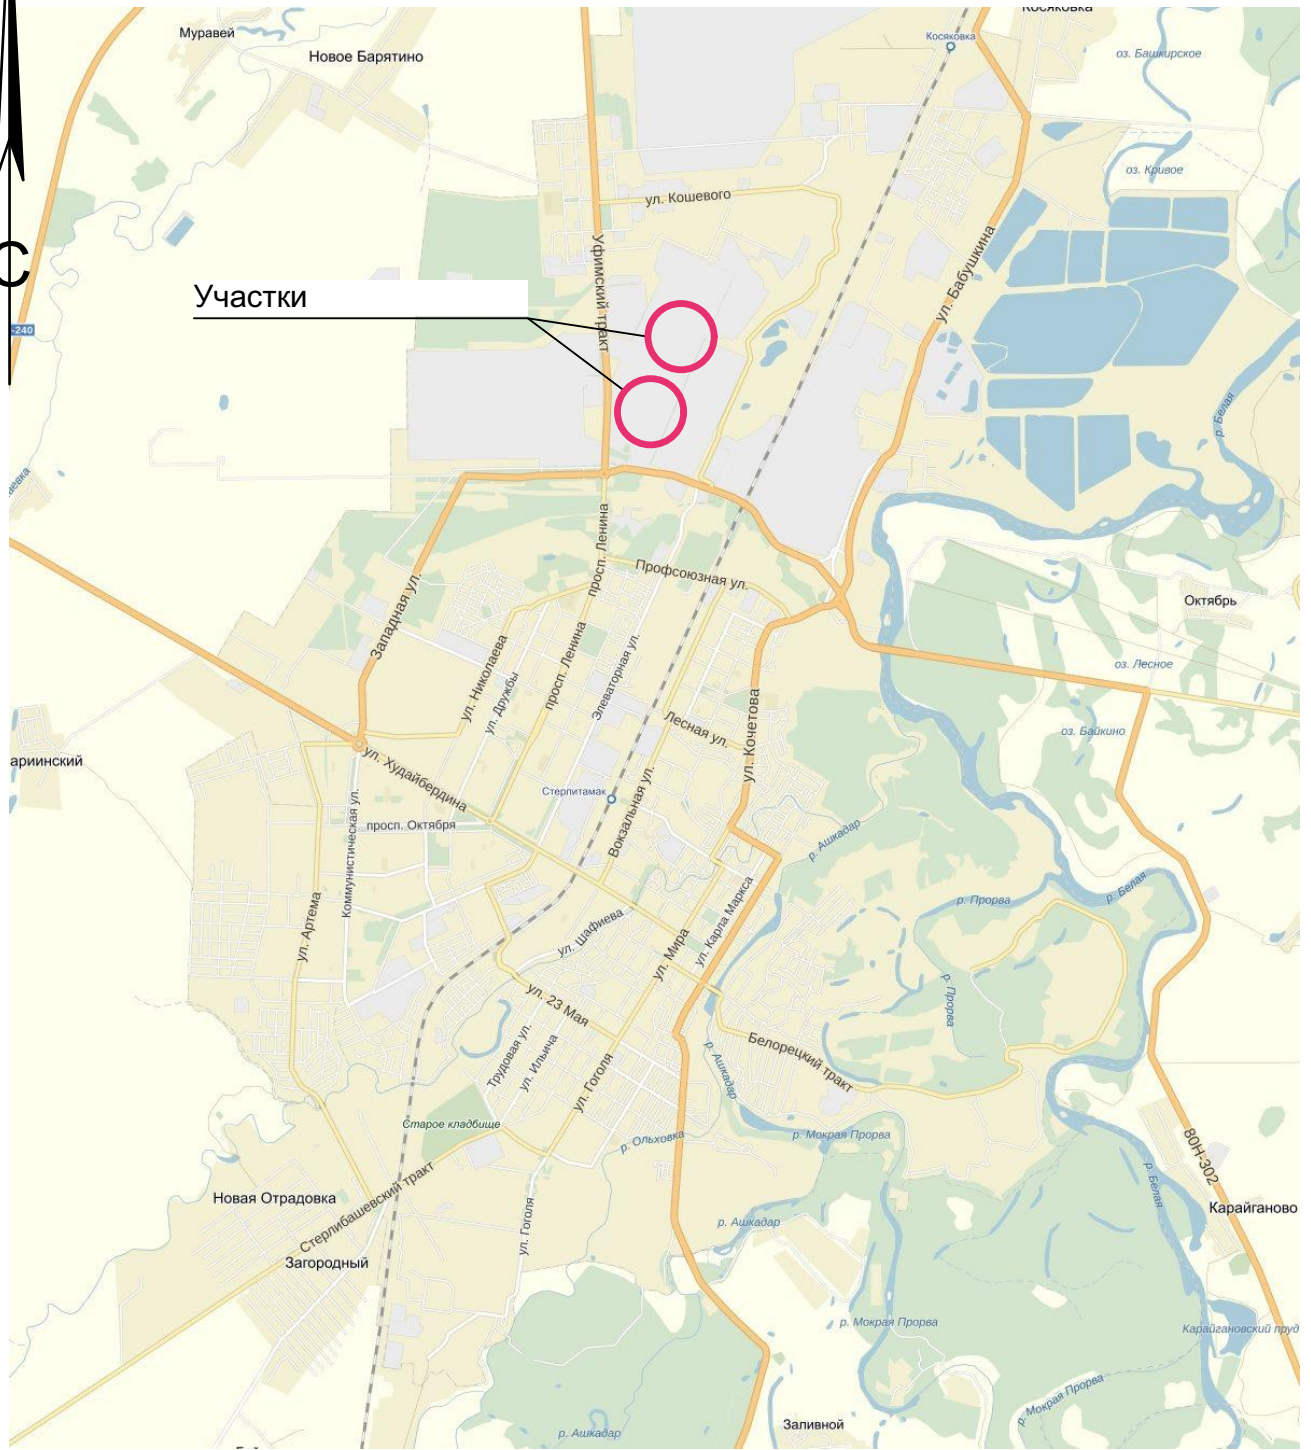 Косяковка
Муравей
Новое Барятино
Косяковка
оз. Башкирское
оз. Кривое
ул. Кошевого
С
Уфимский тракт
ул. Бабушкина
Участки
-240
р. Белая
просп. Ленина
Профсоюзная ул.
Западная ул.
Октябрь
ул. Николаева
просп. Ленина
Элеваторная ул.
оз. Лесное
ул. Дружбы
Лесная ул.
ул. Кочетова
оз. Байкино
ариинский
ул. Худайбердина
Стерлитамак
Вокзальная ул.
просп. Октября
Коммунистическая ул.
р. Ашкадар
р. Прорва
р. Белая
ул. Артема
ул. Шафиева
ул. Мира
ул. Карла Маркса
р. Прорва
ул. 23 Мая
Трудовая ул.
ул. Ильича
ул. Гоголя
р. Ашкадар
Белорецкий тракт
Старое кладбище
р. Ольховка
р. Мокрая Прорва
80Н-302
р. Белая
Новая Отрадовка
Стерлибашевский тракт
ул. Гоголя
р. Ашкадар
Карайганово
Загородный
р. Мокрая Прорва
Карайгановский пруд
р. Мокрая Прорва
Заливной
р. Ашкадар